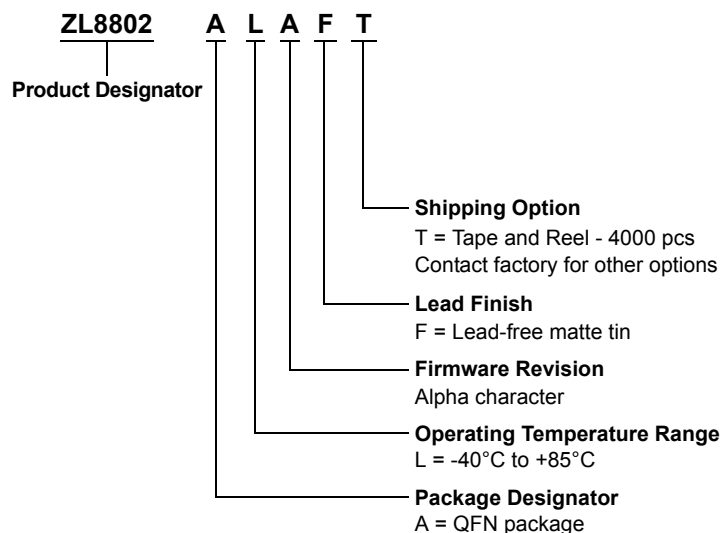 ZL8802 A L A F T
Product Designator
Shipping Option
T = Tape and Reel - 4000 pcs
Contact factory for other options
Lead Finish
F = Lead-free matte tin
Firmware Revision
Alpha character
Operating Temperature Range
L = -40°C to +85°C
Package Designator
A = QFN package